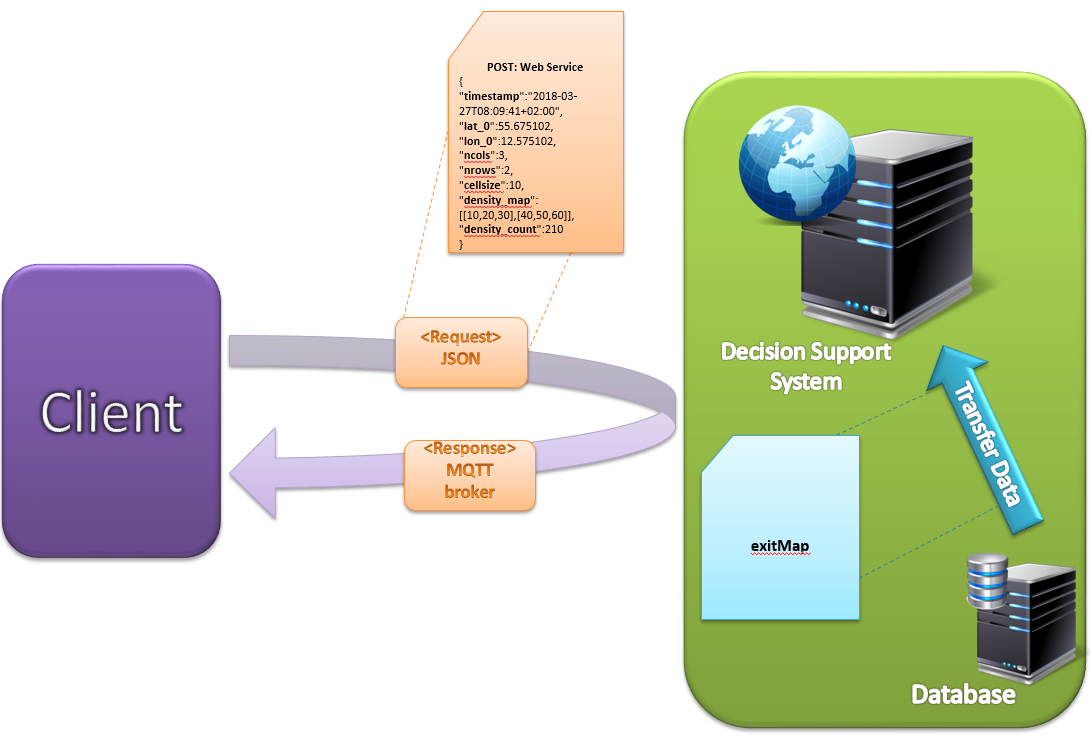 POST: Web Service
{
"timestamp":"2018-03-
27T08:09:41+02:00",
"lat_0":55.675102,
"lon_0":12.575102,
"ncols":3,
"nrows":2,
"cellsize":10,
"density_map":
[[10,20,30],[40,50,60]],
"density_count":210
}
Client
<Request>
JSON
<Response>
MQTT
broker
Decision Support
System
Transfer Data
exitMap
Database